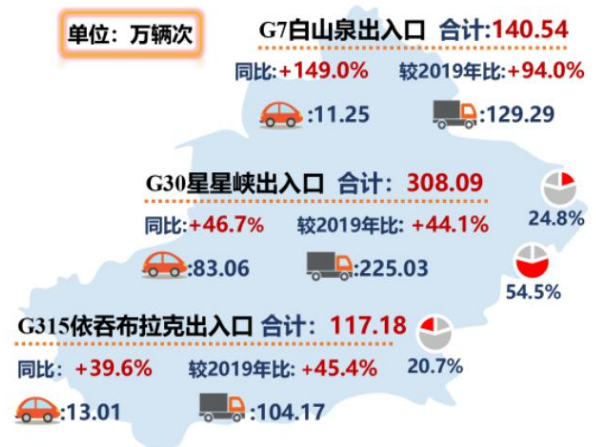 单位：万辆次
G7白山泉出入口 合计:140.54
同比:+149.0% 较2019年比:+94.0%
:11.25 :129.29
G30星星峡出入口 合计：308.09
同比:+46.7% 较2019年比: +44.1%
24.8%
:83.06 :225.03
54.5%
G315依吞布拉克出入口 合计：117.18
同比: +39.6% 较2019年比: +45.4%
20.7%
:13.01 :104.17